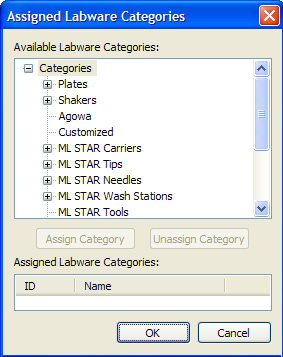 Assigned Labware Categories
Available Labware Categories:
Categories
Plates
Shakers
Agowa
Customized
ML STAR Carriers
ML STAR Tips
ML STAR Needles
ML STAR Wash Stations
ML STAR Tools
Assign Category Unassign Category
Assigned Labware Categories:
ID Name
OK Cancel